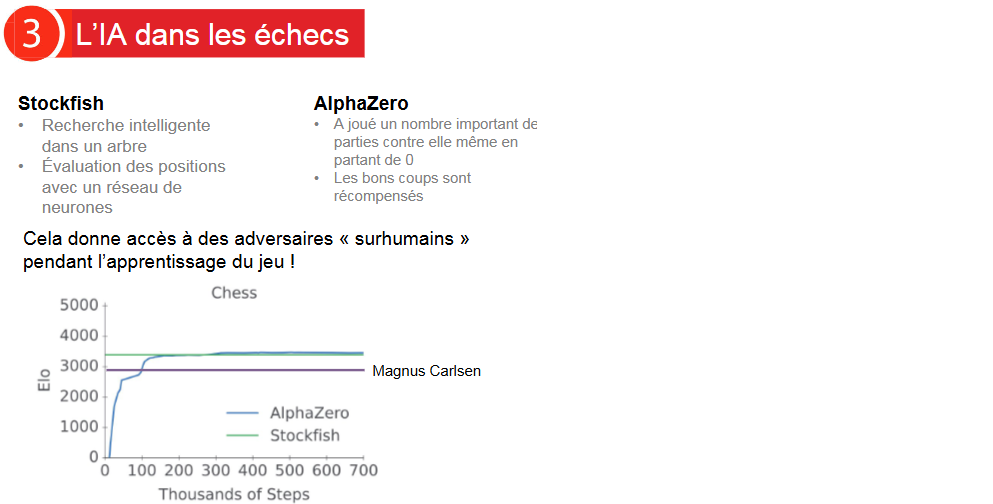 3
L'IA dans les échecs
Stockfish
• Recherche intelligente
dans un arbre
• Évaluation des positions
avec un réseau de
neurones
AlphaZero
• A joué un nombre important de
parties contre elle même en
partant de 0
• Les bons coups sont
récompensés
Cela donne accès à des adversaires « surhumains »
pendant l'apprentissage du jeu !
Chess
5000
4000
3000
2000
1000
0
Elo
Magnus Carlsen
AlphaZero
Stockfish
0 100 200 300 400 500 600 700
Thousands of Steps